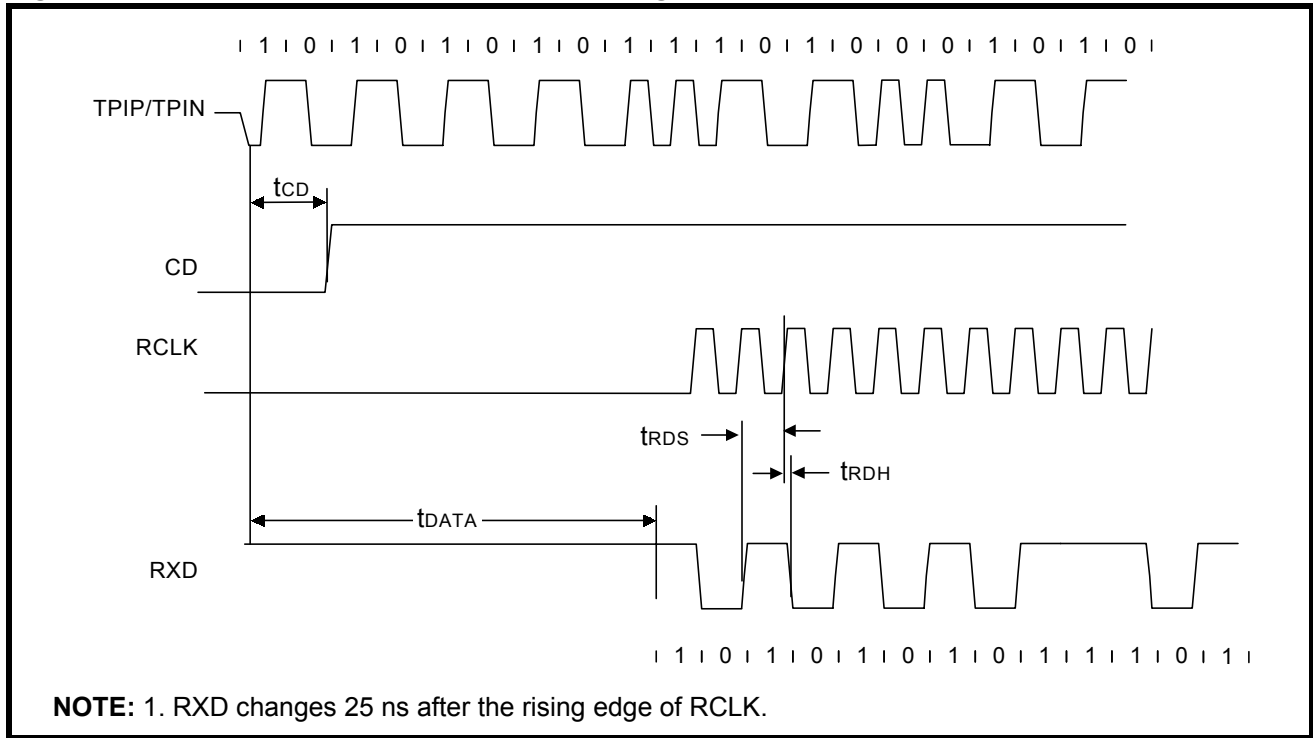 1 0 1 0 1 0 1 0 1 1 1 0 1 0 0 0 1 0 1 0
TPIP/TPIN
tCD
CD
RCLK
tRDS
tRDH
tDATA
RXD
1 0 1 0 1 0 1 0 1 1 1 0 1
NOTE: 1. RXD changes 25 ns after the rising edge of RCLK.